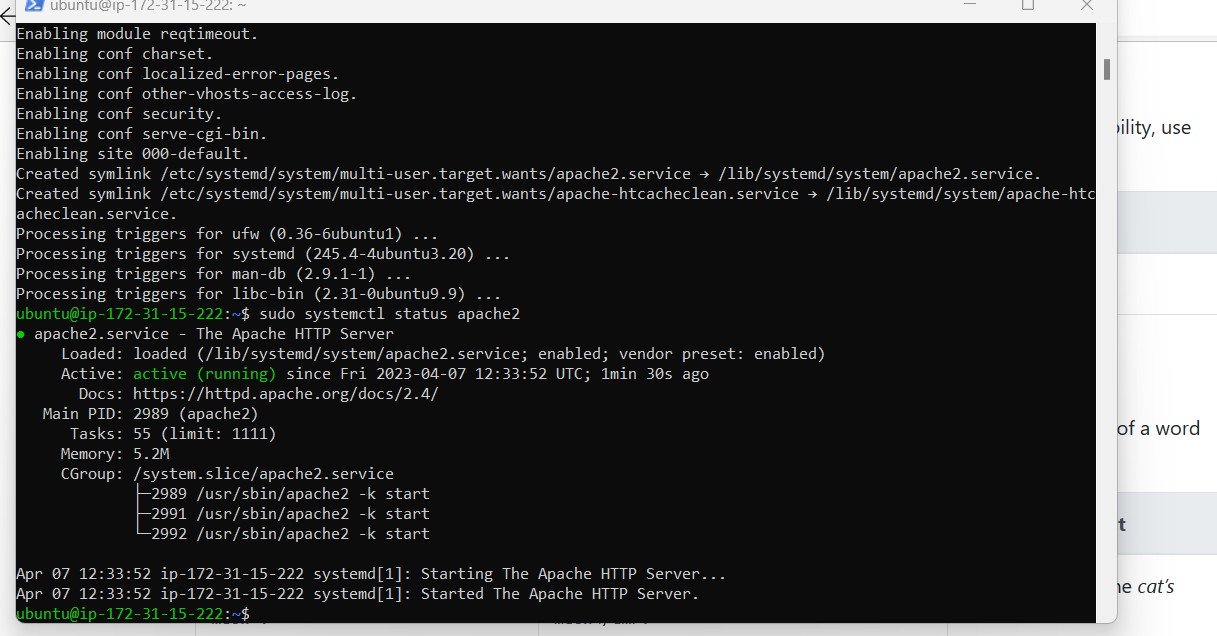 ubuntu@ip-172-31-15-222: ~
Enabling module reqtimeout.
Enabling conf charset.
Enabling conf localized-error-pages.
Enabling conf other-vhosts-access-log.
Enabling conf security.
Enabling conf serve-cgi-bin.
Enabling site 000-default.
Created symlink /etc/systemd/system/multi-user.target.wants/apache2.service → /lib/systemd/system/apache2.service.
Created symlink /etc/systemd/system/multi-user.target.wants/apache-htcacheclean.service → /lib/systemd/system/apache-htc
acheclean.service.
Processing triggers for ufw (0.36-6ubuntu1) ...
Processing triggers for systemd (245.4-4ubuntu3.20) ...
Processing triggers for man-db (2.9.1-1) ...
Processing triggers for libc-bin (2.31-0ubuntu9.9) ...
ubuntu@ip-172-31-15-222:~$ sudo systemctl status apache2
● apache2.service - The Apache HTTP Server
Loaded: loaded (/lib/systemd/system/apache2.service; enabled; vendor preset: enabled)
Active: active (running) since Fri 2023-04-07 12:33:52 UTC; 1min 30s ago
Docs: https://httpd.apache.org/docs/2.4/
Main PID: 2989 (apache2)
Tasks: 55 (limit: 1111)
Memory: 5.2M
CGroup: /system.slice/apache2.service
├─2989 /usr/sbin/apache2 -k start
├─2991 /usr/sbin/apache2 -k start
└─2992 /usr/sbin/apache2 -k start
Apr 07 12:33:52 ip-172-31-15-222 systemd[1]: Starting The Apache HTTP Server...
Apr 07 12:33:52 ip-172-31-15-222 systemd[1]: Started The Apache HTTP Server.
ubuntu@ip-172-31-15-222:~$
use
of a word
cat's